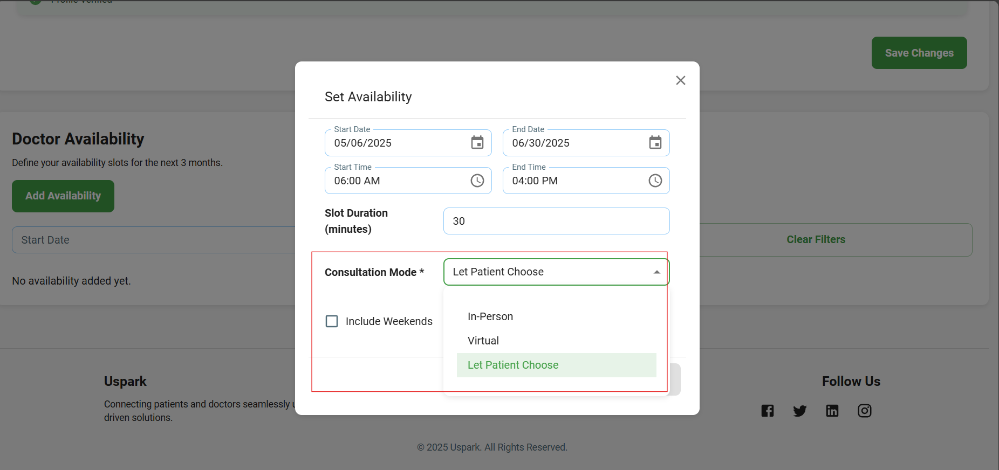 Profile Verified
Save Changes
Set Availability
Start Date
05/06/2025
End Date
06/30/2025
Start Time
06:00 AM
End Time
04:00 PM
Slot Duration
(minutes)
30
Consultation Mode *
Let Patient Choose
In-Person
Virtual
Let Patient Choose
Include Weekends
Doctor Availability
Define your availability slots for the next 3 months.
Add Availability
Start Date
Clear Filters
No availability added yet.
Uspark
Connecting patients and doctors seamlessly
driven solutions.
Follow Us
© 2025 Uspark. All Rights Reserved.